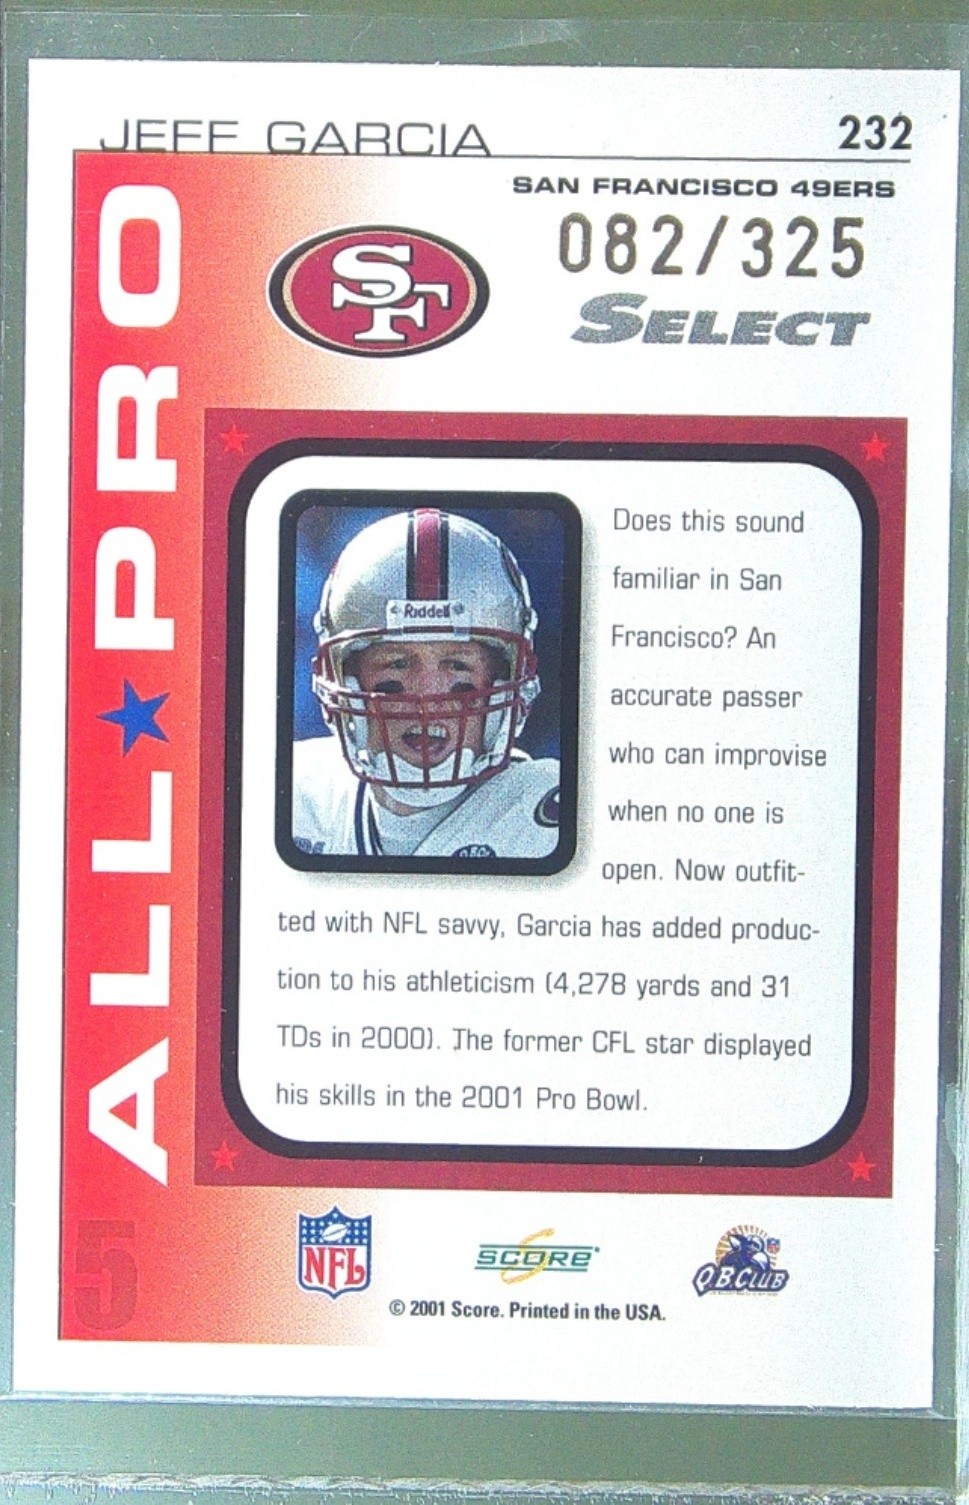 JEFF GARCIA
232
SAN FRANCISCO 49ERS
082/325
SELECT
SF
ALL★PRO
Riddell
Does this sound
familiar in San
Francisco? An
accurate passer
who can improvise
when no one is
open. Now outfit-
ted with NFL savvy, Garcia has added produc-
tion to his athleticism (4,278 yards and 31
TDs in 2000). The former CFL star displayed
his skills in the 2001 Pro Bowl.
5
NFL
SCORE
Q.B.CLUB
© 2001 Score. Printed in the USA.